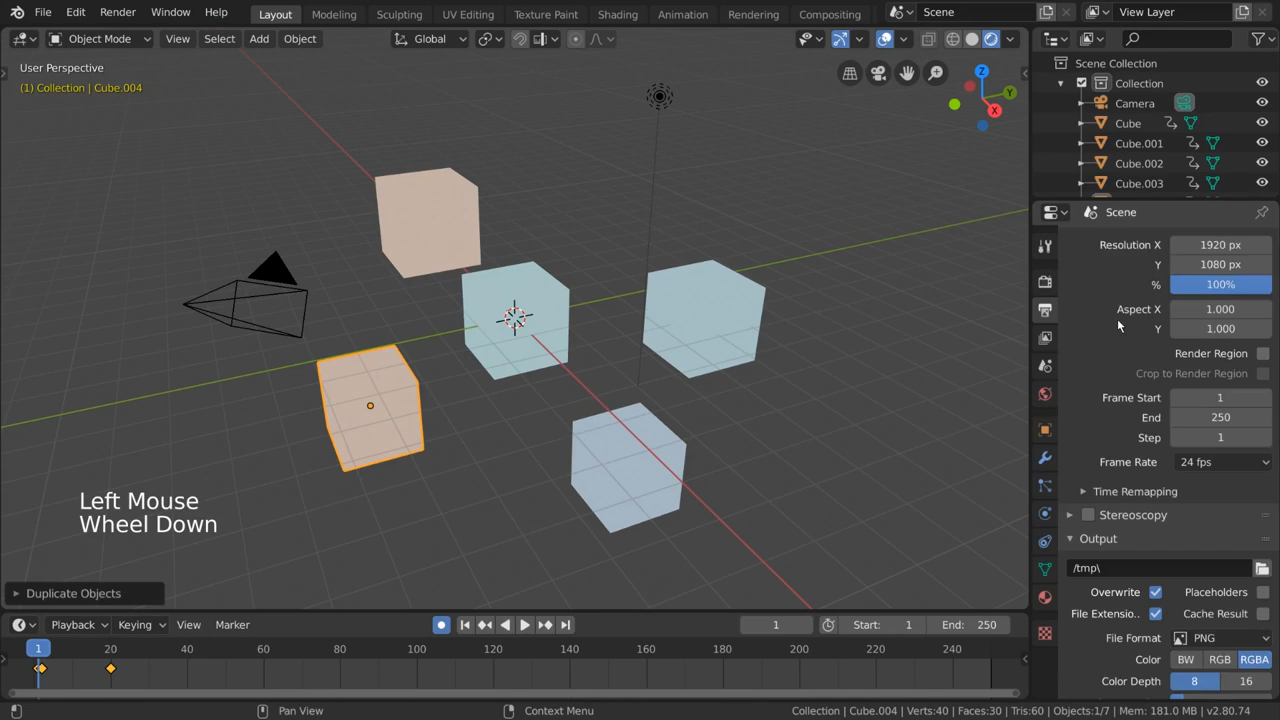 File Edit Render Window Help Layout Modeling Sculpting UV Editing Texture Paint Shading Animation Rendering Compositing Scene View Layer
Object Mode View Select Add Object Global
User Perspective
(1) Collection | Cube.004
Z
Y
X
Scene Collection
Collection
Camera
Cube
Cube.001
Cube.002
Cube.003
Scene
Resolution X 1920 px
Y 1080 px
% 100%
Aspect X 1.000
Y 1.000
Render Region
Crop to Render Region
Frame Start 1
End 250
Step 1
Frame Rate 24 fps
Time Remapping
Stereoscopy
Output
/tmp\
Overwrite Placeholders
File Extensio.. Cache Result
File Format PNG
Color BW RGB RGBA
Color Depth 8 16
Left Mouse
Wheel Down
Duplicate Objects
Playback Keying View Marker 1 Start: 1 End: 250
1 20 40 60 80 100 120 140 160 180 200 220 240
Pan View Context Menu Collection | Cube.004 | Verts:40 | Faces:30 | Tris:60 | Objects:1/7 | Mem: 181.0 MB | v2.80.74